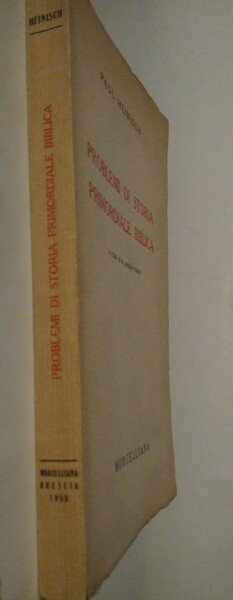 HEINISCH
PROBLEMI DI STORIA PRIMORDIALE BIBLICA
MORCELLIANA
BRESCIA
1950
PAUL HEINISCH
PROBLEMI DI STORIA
PRIMORDIALE BIBLICA
MORCELLIANA